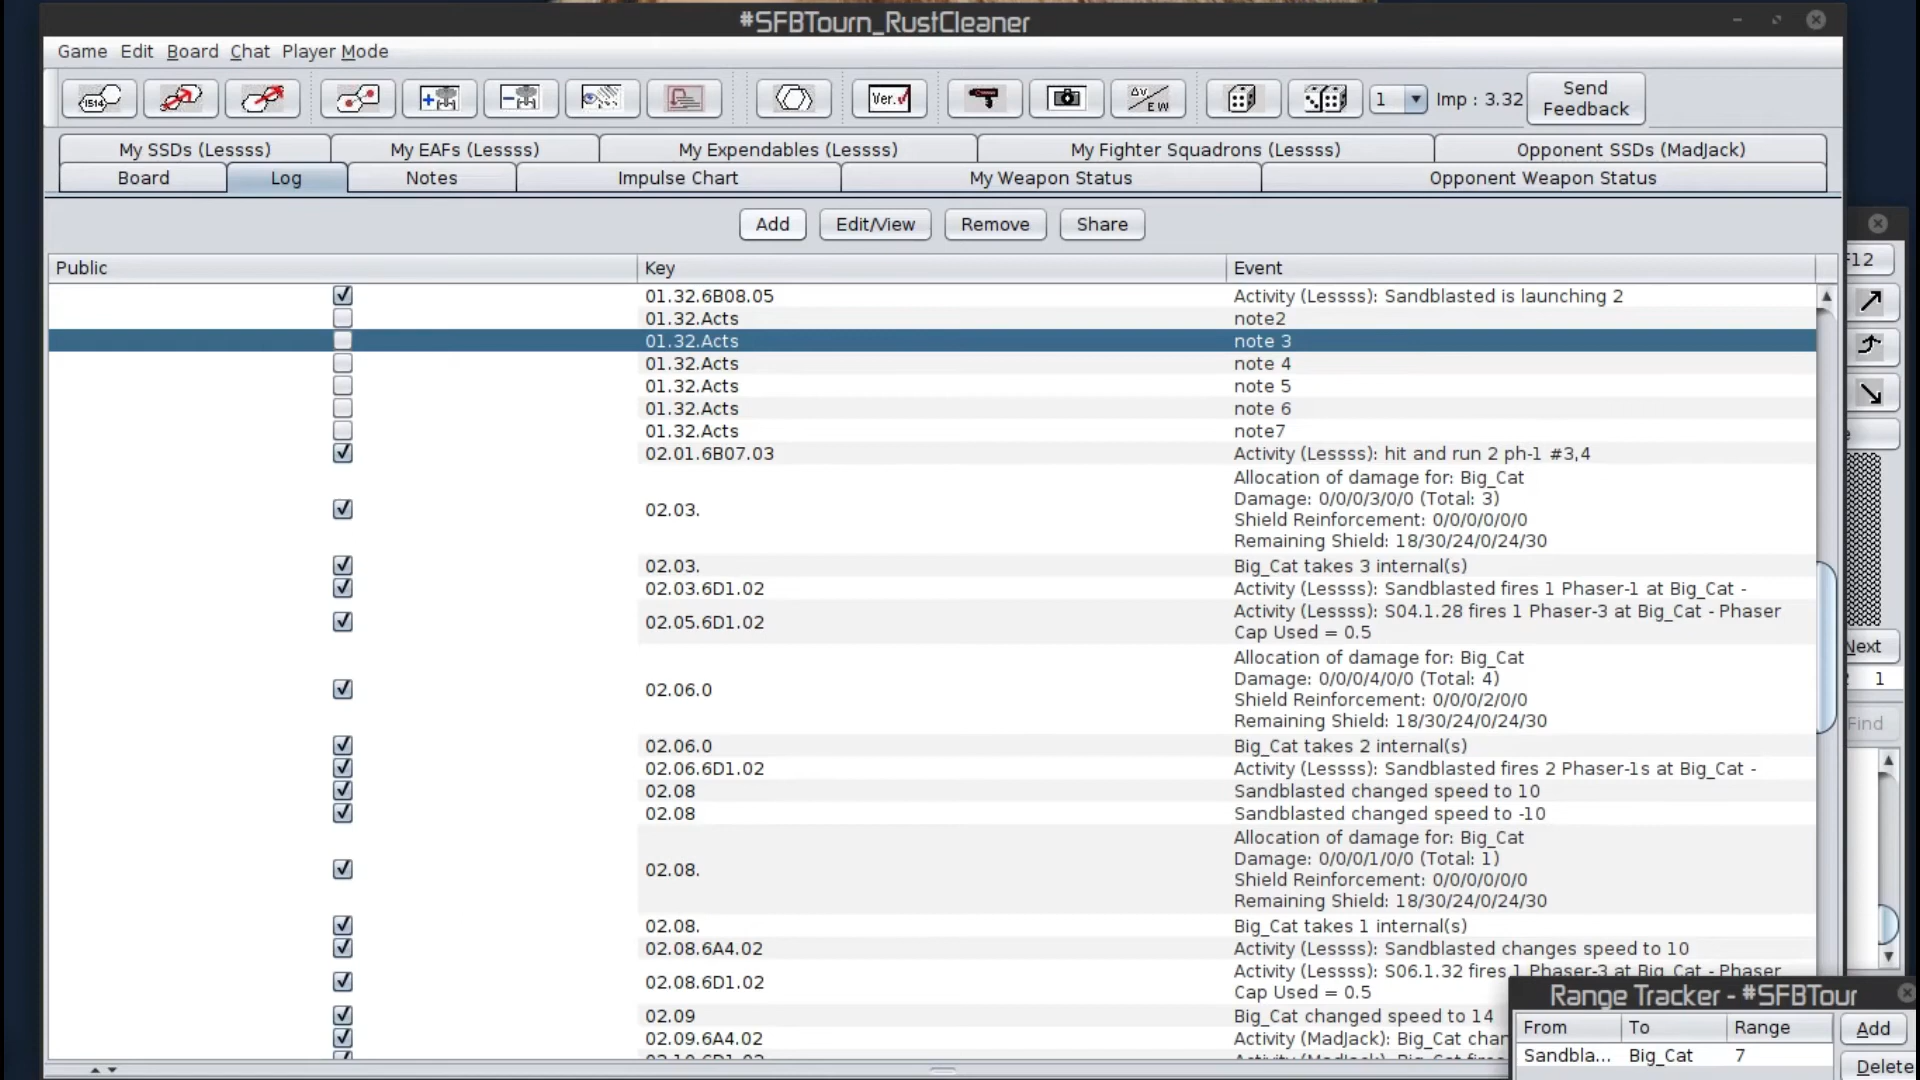 #SFBTourn_RustCleaner
Game Edit Board Chat Player Mode
1514
Ver.
ΔV/EW
1
Imp : 3.32
Send Feedback
My SSDs (Lessss)
My EAFs (Lessss)
My Expendables (Lessss)
My Fighter Squadrons (Lessss)
Opponent SSDs (MadJack)
Board
Log
Notes
Impulse Chart
My Weapon Status
Opponent Weapon Status
Add
Edit/View
Remove
Share
F12
Public Key Event
01.32.6B08.05 Activity (Lessss): Sandblasted is launching 2
01.32.Acts note2
01.32.Acts note 3
01.32.Acts note 4
01.32.Acts note 5
01.32.Acts note 6
01.32.Acts note7
02.01.6B07.03 Activity (Lessss): hit and run 2 ph-1 #3,4
02.03. Allocation of damage for: Big_Cat
Damage: 0/0/0/3/0/0 (Total: 3)
Shield Reinforcement: 0/0/0/0/0/0
Remaining Shield: 18/30/24/0/24/30
02.03. Big_Cat takes 3 internal(s)
02.03.6D1.02 Activity (Lessss): Sandblasted fires 1 Phaser-1 at Big_Cat -
02.05.6D1.02 Activity (Lessss): S04.1.28 fires 1 Phaser-3 at Big_Cat - Phaser
Cap Used = 0.5
02.06.0 Allocation of damage for: Big_Cat
Damage: 0/0/0/4/0/0 (Total: 4)
Shield Reinforcement: 0/0/0/2/0/0
Remaining Shield: 18/30/24/0/24/30
02.06.0 Big_Cat takes 2 internal(s)
02.06.6D1.02 Activity (Lessss): Sandblasted fires 2 Phaser-1s at Big_Cat -
02.08 Sandblasted changed speed to 10
02.08 Sandblasted changed speed to -10
02.08. Allocation of damage for: Big_Cat
Damage: 0/0/0/1/0/0 (Total: 1)
Shield Reinforcement: 0/0/0/0/0/0
Remaining Shield: 18/30/24/0/24/30
02.08. Big_Cat takes 1 internal(s)
02.08.6A4.02 Activity (Lessss): Sandblasted changes speed to 10
02.08.6D1.02 Activity (Lessss): S06.1.32 fires 1 Phaser-3 at Big_Cat - Phaser
Cap Used = 0.5
02.09 Big_Cat changed speed to 14
02.09.6A4.02 Activity (MadJack): Big_Cat chan
Next
1
Find
Range Tracker - #SFBTour
From To Range
Sandbla... Big_Cat 7
Add
Delete